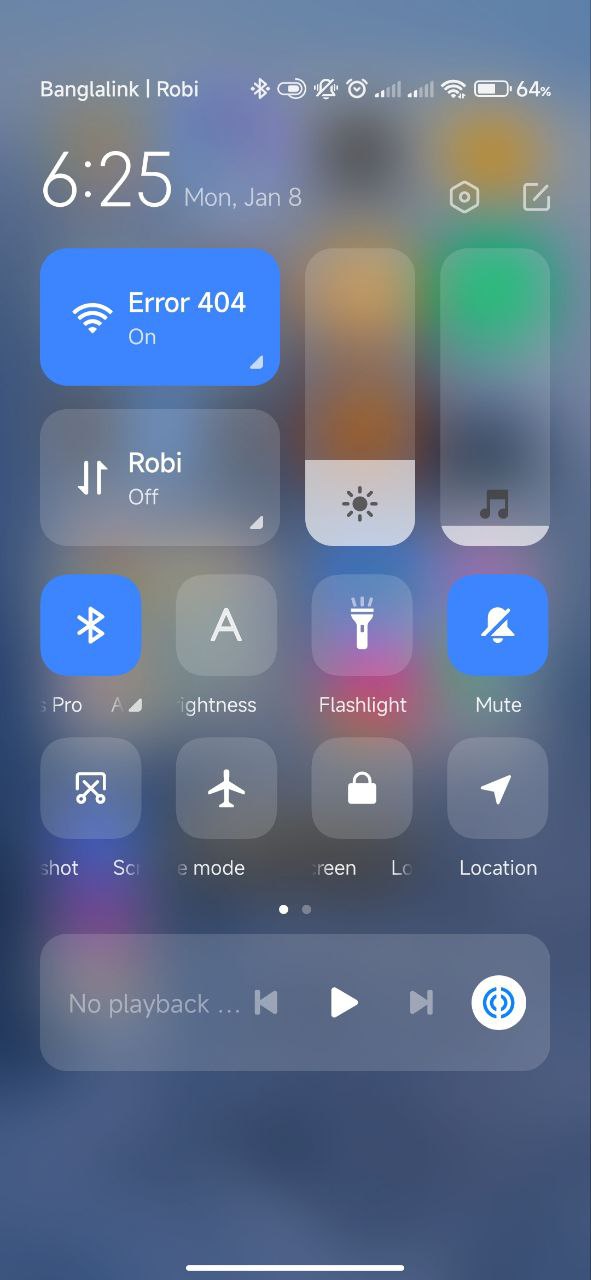 Banglalink | Robi
64%
6:25 Mon, Jan 8
Error 404
On
Robi
Off
A
s Pro A
ightness
Flashlight
Mute
shot Scr
e mode
creen Lo
Location
No playback ...